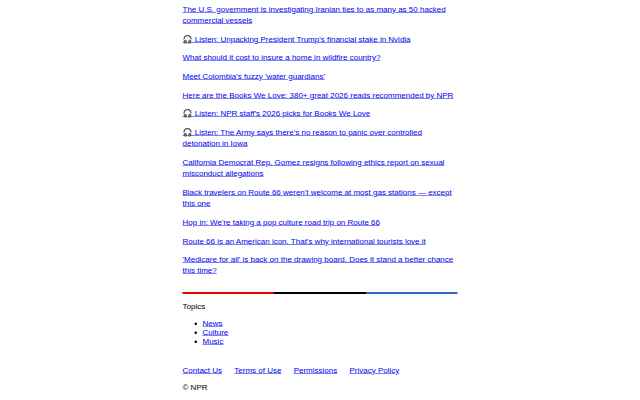 The U.S. government is investigating Iranian ties to as many as 50 hacked
commercial vessels
🎧 Listen: Unpacking President Trump's financial stake in Nvidia
What should it cost to insure a home in wildfire country?
Meet Colombia's fuzzy 'water guardians'
Here are the Books We Love: 380+ great 2026 reads recommended by NPR
🎧 Listen: NPR staff's 2026 picks for Books We Love
🎧 Listen: The Army says there's no reason to panic over controlled
detonation in Iowa
California Democrat Rep. Gomez resigns following ethics report on sexual
misconduct allegations
Black travelers on Route 66 weren't welcome at most gas stations — except
this one
Hop in: We're taking a pop culture road trip on Route 66
Route 66 is an American icon. That's why international tourists love it
'Medicare for all' is back on the drawing board. Does it stand a better chance
this time?
Topics
• News
• Culture
• Music
Contact Us Terms of Use Permissions Privacy Policy
© NPR